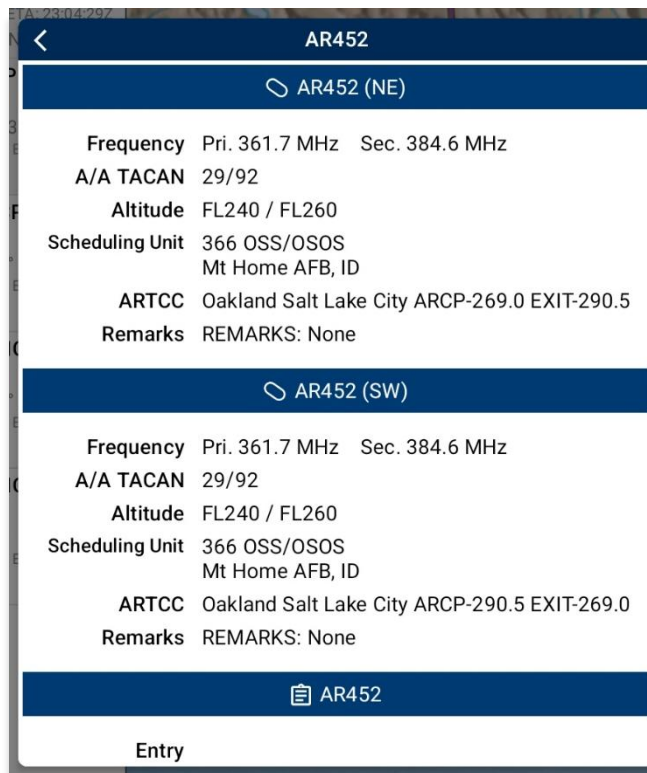 ETA: 23:04:29Z
AR452
AR452 (NE)
Frequency Pri. 361.7 MHz Sec. 384.6 MHz
A/A TACAN 29/92
Altitude FL240 / FL260
Scheduling Unit 366 OSS/OSOS
Mt Home AFB, ID
ARTCC Oakland Salt Lake City ARCP-269.0 EXIT-290.5
Remarks REMARKS: None
AR452 (SW)
Frequency Pri. 361.7 MHz Sec. 384.6 MHz
A/A TACAN 29/92
Altitude FL240 / FL260
Scheduling Unit 366 OSS/OSOS
Mt Home AFB, ID
ARTCC Oakland Salt Lake City ARCP-290.5 EXIT-269.0
Remarks REMARKS: None
AR452
Entry